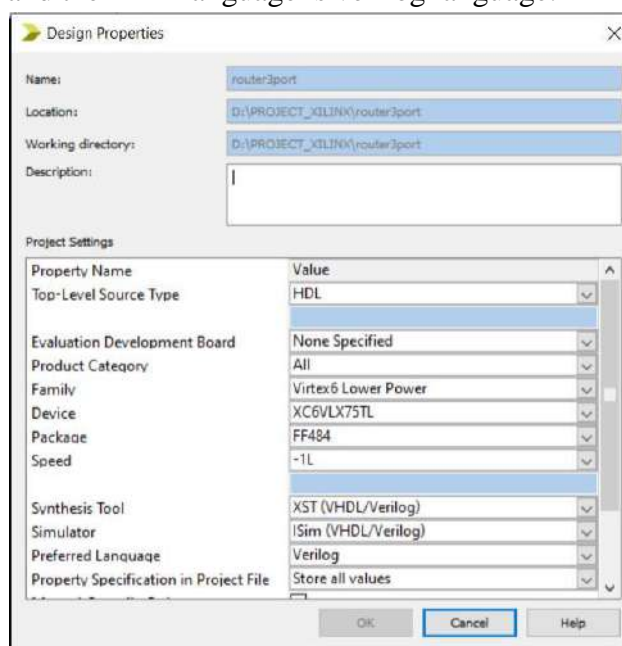 Design Properties
Name: router3port
Location: D:\PROJECT_XILINX\router3port
Working directory: D:\PROJECT_XILINX\router3port
Description:
Project Settings
Property Name Value
Top-Level Source Type HDL
Evaluation Development Board None Specified
Product Category All
Family Virtex6 Lower Power
Device XC6VLX75TL
Package FF484
Speed -1L
Synthesis Tool XST (VHDL/Verilog)
Simulator ISim (VHDL/Verilog)
Preferred Language Verilog
Property Specification in Project File Store all values
OK Cancel Help